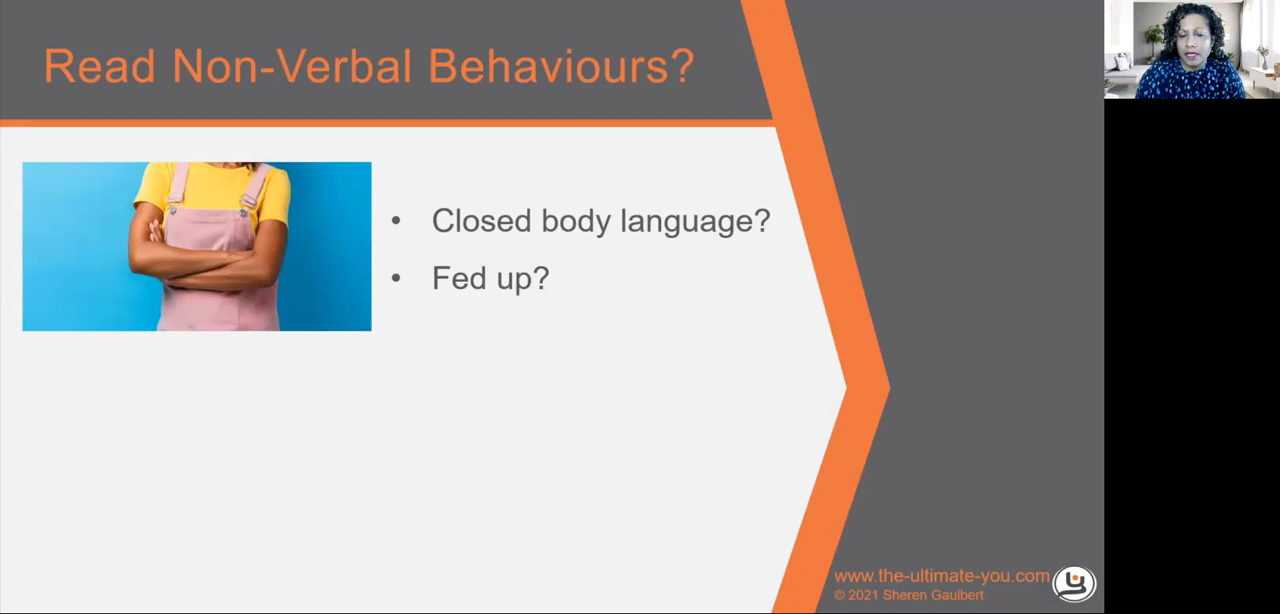 Read Non-Verbal Behaviours?
• Closed body language?
• Fed up?
www.the-ultimate-you.com
© 2021 Sheren Gaulbert